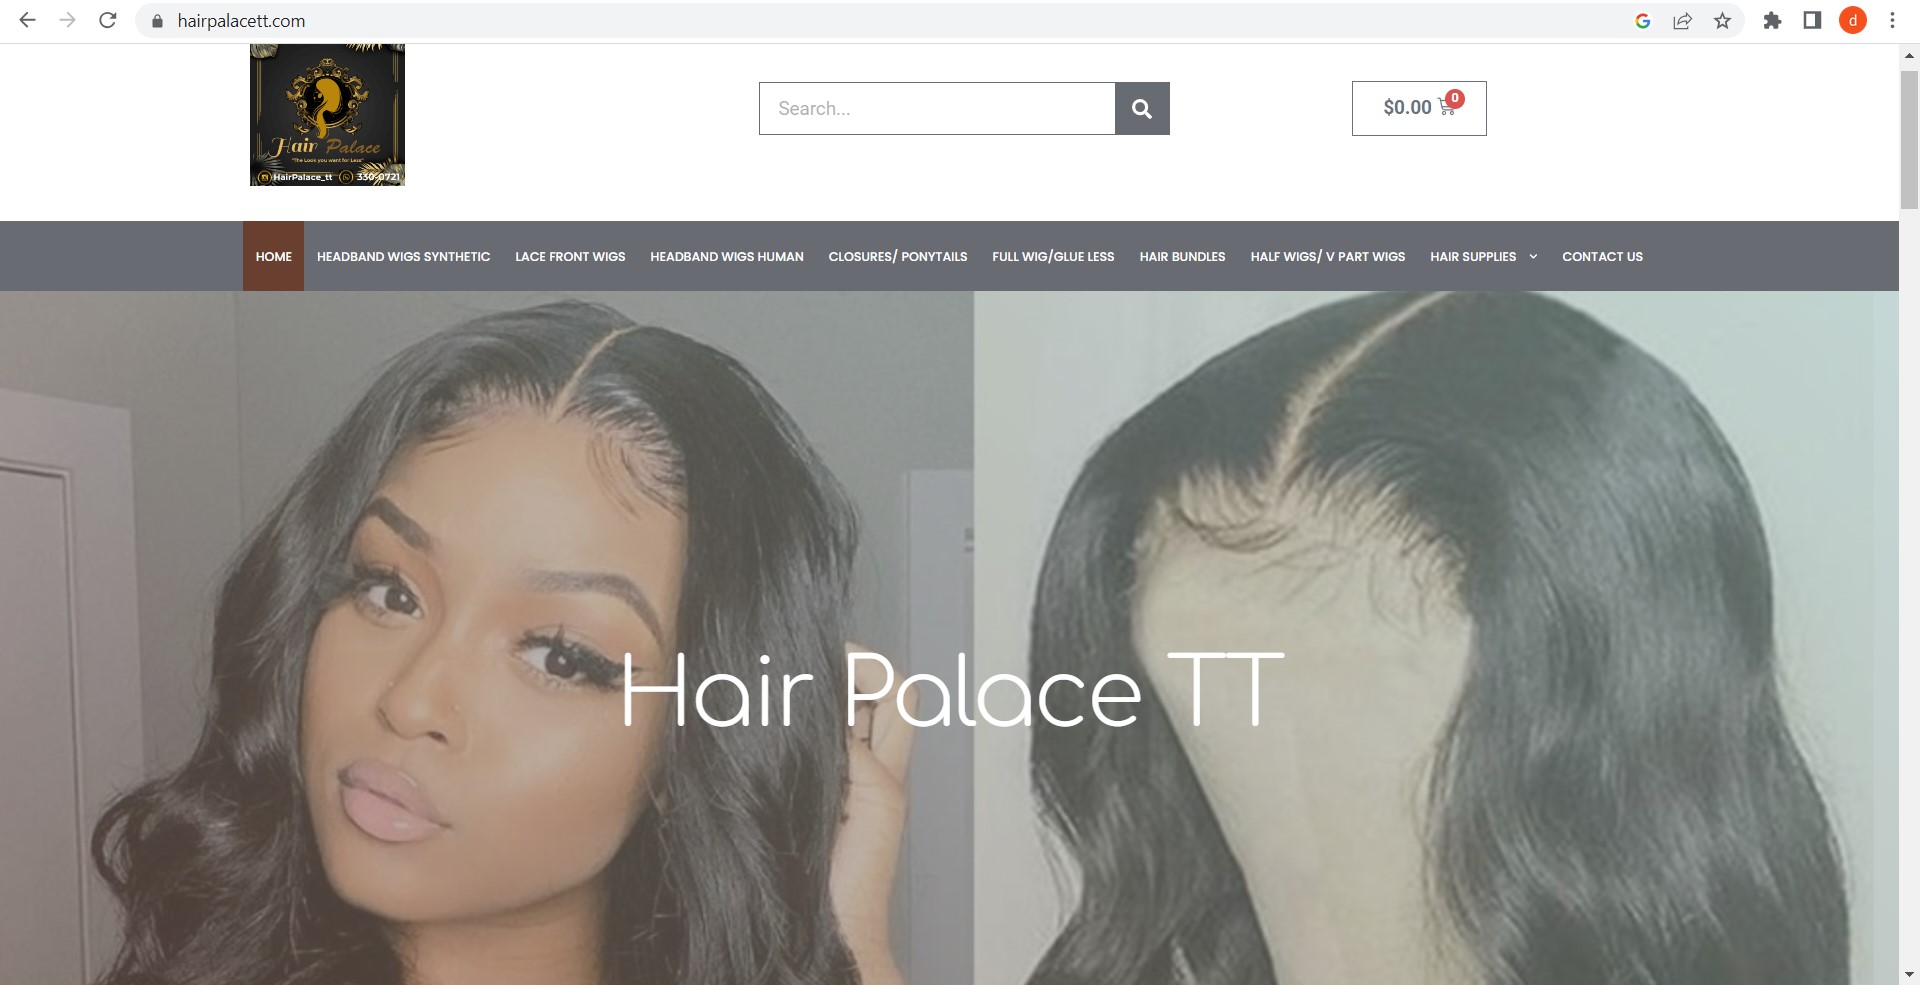 hairpalacett.com
d
Hair Palace
"The Look you want for Less"
HairPalace_tt 330-0721
Search...
$0.00 0
HOME HEADBAND WIGS SYNTHETIC LACE FRONT WIGS HEADBAND WIGS HUMAN CLOSURES/ PONYTAILS FULL WIG/GLUE LESS HAIR BUNDLES HALF WIGS/ V PART WIGS HAIR SUPPLIES CONTACT US
Hair Palace TT